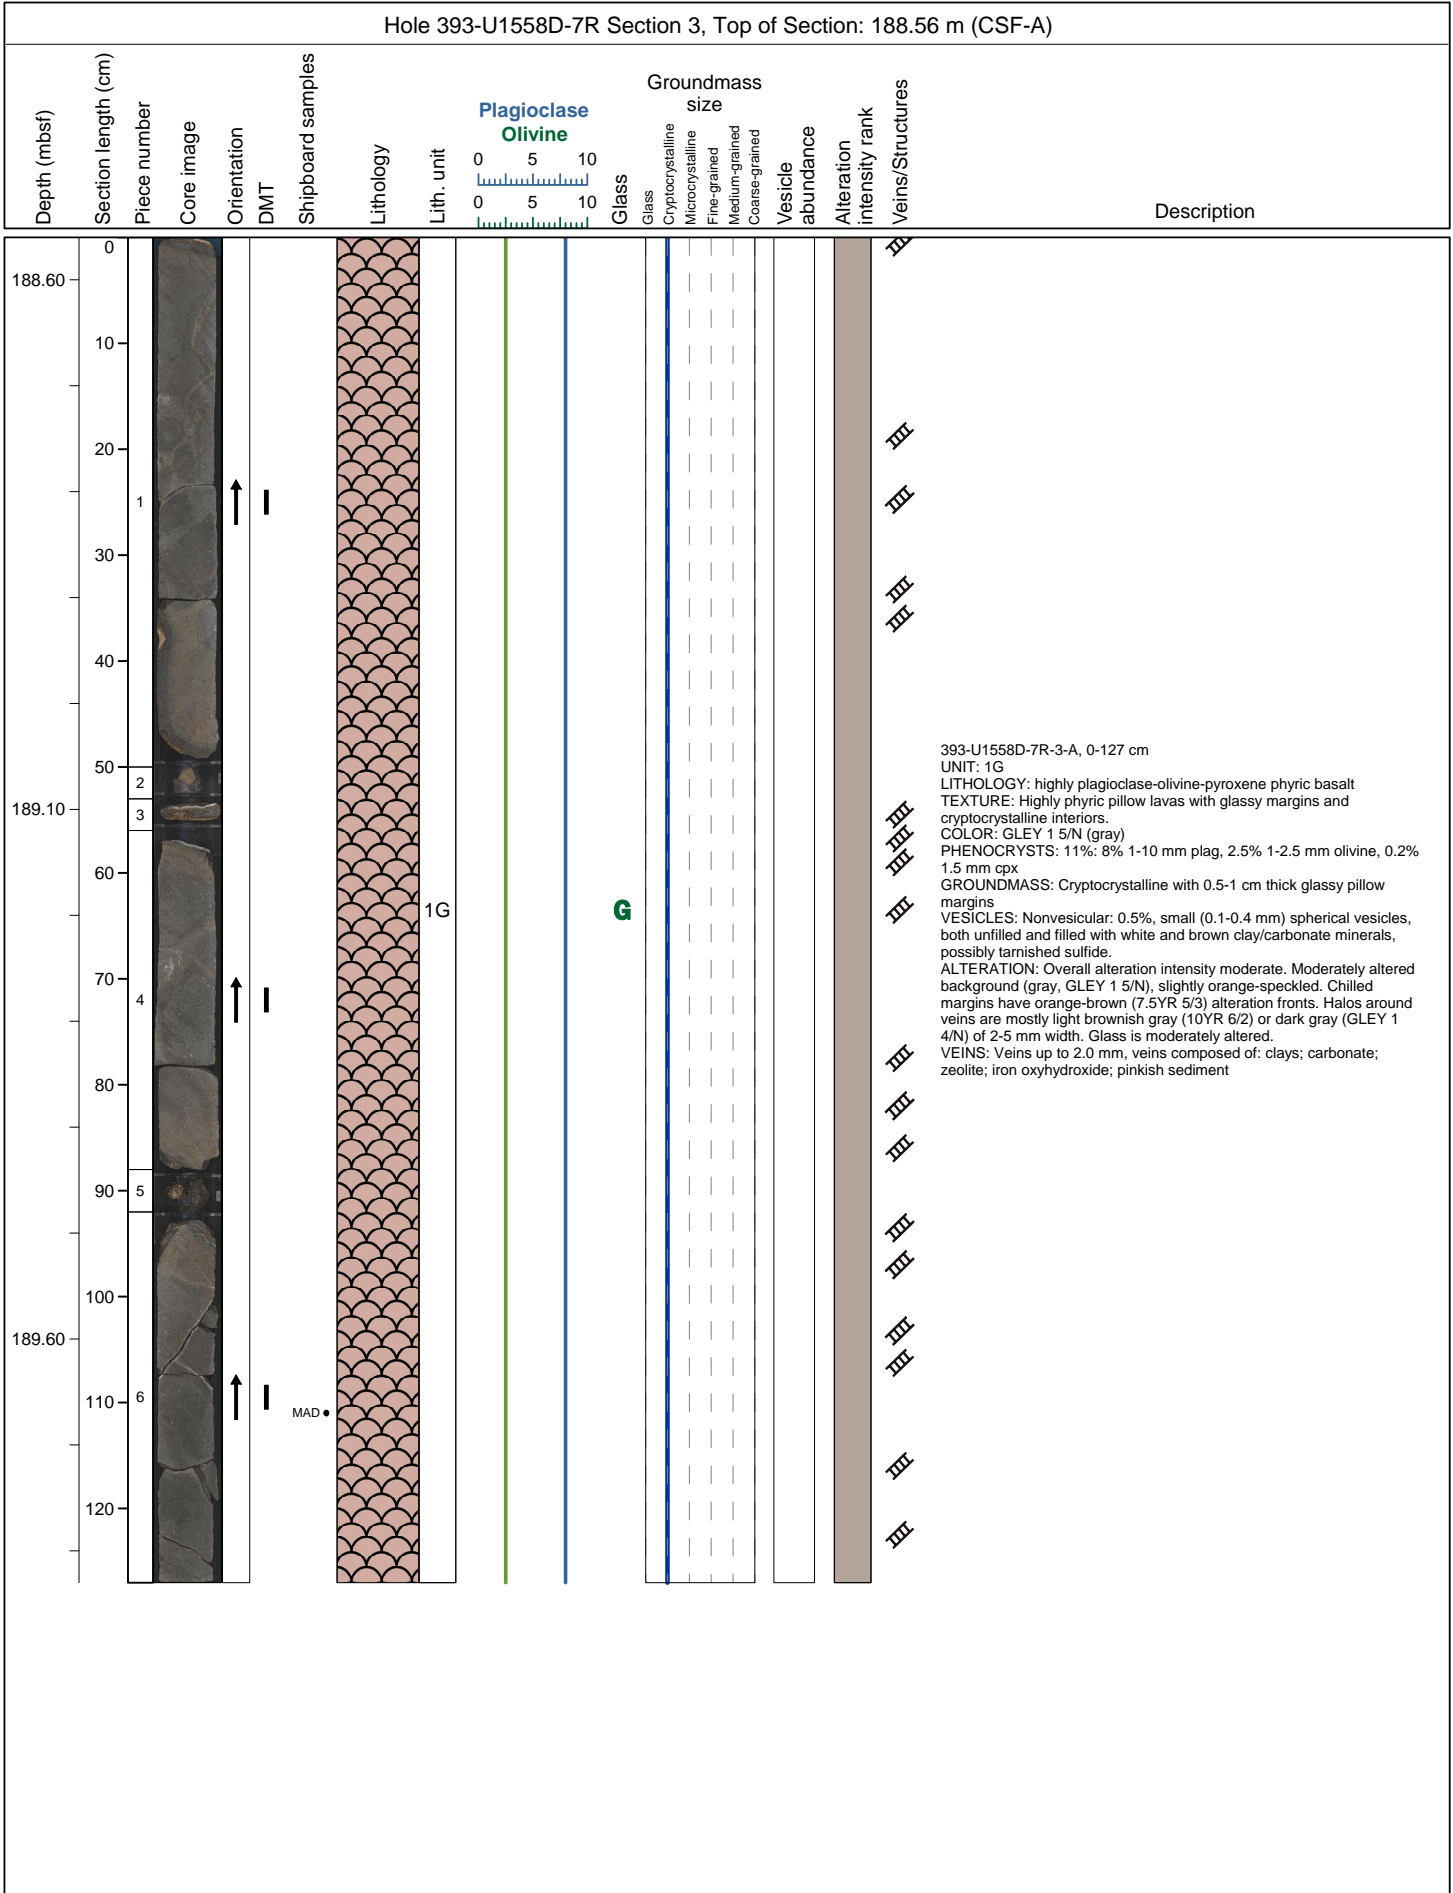 Hole 393-U1558D-7R Section 3, Top of Section: 188.56 m (CSF-A)
Depth (mbsf)
Section length (cm)
Piece number
Core image
Orientation
DMT
Shipboard samples
Lithology
Lith. unit
Plagioclase
Olivine
0 5 10
0 5 10
Glass
Groundmass
size
Glass
Cryptocrystalline
Microcrystalline
Fine-grained
Medium-grained
Coarse-grained
Vesicle
abundance
Alteration
intensity rank
Veins/Structures
Description
0
188.60
10
20
1
30
40
50
2
189.10
3
60
1G
G
70
4
80
90
5
100
189.60
110
6
MAD
120
393-U1558D-7R-3-A, 0-127 cm
UNIT: 1G
LITHOLOGY: highly plagioclase-olivine-pyroxene phyric basalt
TEXTURE: Highly phyric pillow lavas with glassy margins and
cryptocrystalline interiors.
COLOR: GLEY 1 5/N (gray)
PHENOCRYSTS: 11%: 8% 1-10 mm plag, 2.5% 1-2.5 mm olivine, 0.2%
1.5 mm cpx
GROUNDMASS: Cryptocrystalline with 0.5-1 cm thick glassy pillow
margins
VESICLES: Nonvesicular: 0.5%, small (0.1-0.4 mm) spherical vesicles,
both unfilled and filled with white and brown clay/carbonate minerals,
possibly tarnished sulfide.
ALTERATION: Overall alteration intensity moderate. Moderately altered
background (gray, GLEY 1 5/N), slightly orange-speckled. Chilled
margins have orange-brown (7.5YR 5/3) alteration fronts. Halos around
veins are mostly light brownish gray (10YR 6/2) or dark gray (GLEY 1
4/N) of 2-5 mm width. Glass is moderately altered.
VEINS: Veins up to 2.0 mm, veins composed of: clays; carbonate;
zeolite; iron oxyhydroxide; pinkish sediment